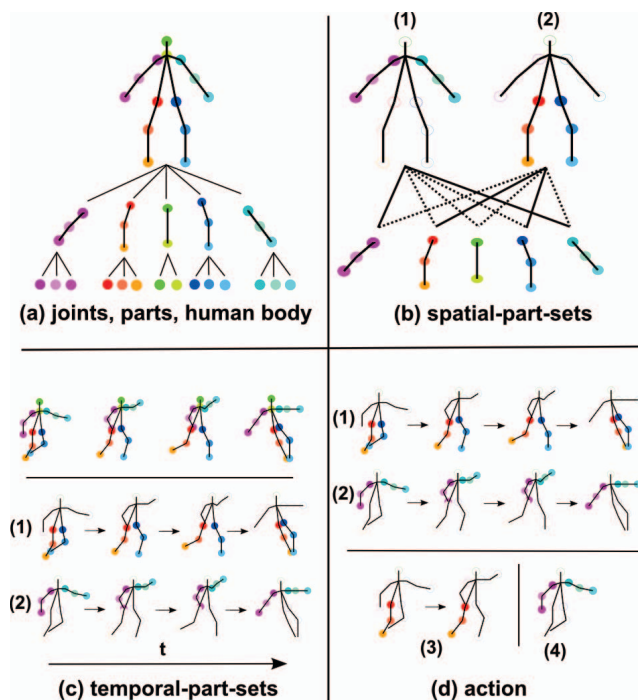 (1) (2)
(a) joints, parts, human body
(b) spatial-part-sets
(1)
(2)
t
(c) temporal-part-sets
(1)
(2)
(3) (4)
(d) action